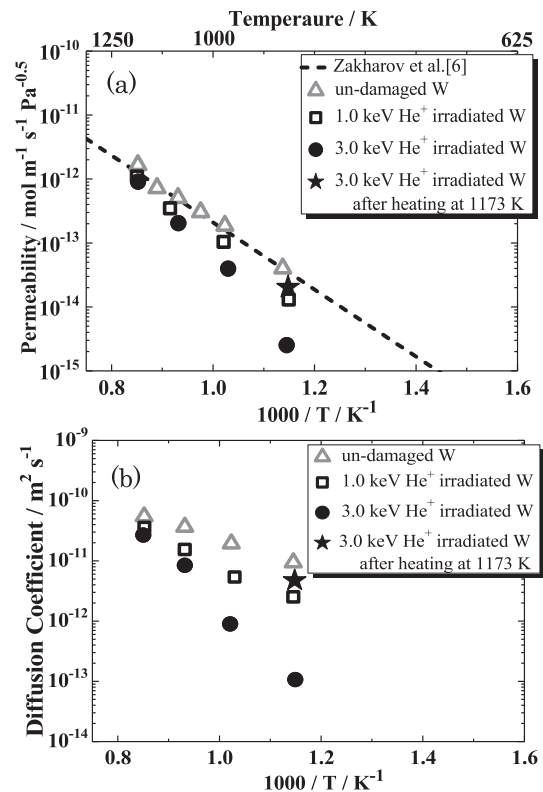 Temperaure / K
1250 1000 625
10-10
10-11
10-12
10-13
10-14
10-15
Permeability / mol m-1 s-1 Pa-0.5
(a)
Zakharov et al.[6]
un-damaged W
1.0 keV He+ irradiated W
3.0 keV He+ irradiated W
3.0 keV He+ irradiated W
after heating at 1173 K
0.8 1.0 1.2 1.4 1.6
1000 / T / K-1
10-9
10-10
10-11
10-12
10-13
10-14
Diffusion Coefficient / m2 s-1
(b)
un-damaged W
1.0 keV He+ irradiated W
3.0 keV He+ irradiated W
3.0 keV He+ irradiated W
after heating at 1173 K
0.8 1.0 1.2 1.4 1.6
1000 / T / K-1